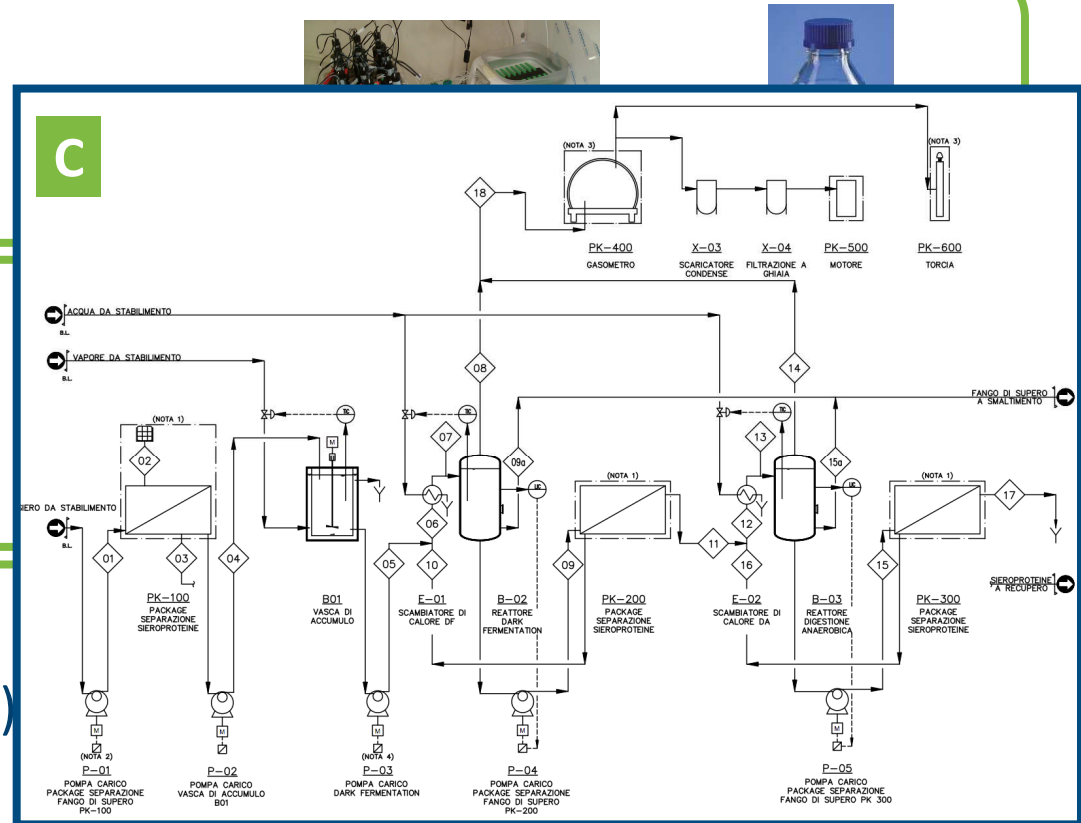 C
(NOTA 3)
(NOTA 3)
18
PK-400
GASOMETRO
X-03
SCARICATORE
CONDENSE
X-04
FILTRAZIONE A
GHIAIA
PK-500
MOTORE
PK-600
TORCIA
ACQUA DA STABILIMENTO
B.L.
VAPORE DA STABILIMENTO
B.L.
08
14
FANGO DI SUPERO
A SMALTIMENTO
(NOTA 1)
TIC
TIC
TIC
M
02
07
09a
13
15a
LIC
LIC
(NOTA 1)
(NOTA 1)
17
IERO DA STABILIMENTO
B.L.
01
03
04
05
06
10
09
11
12
16
15
SIEROPROTEINE
A RECUPERO
PK-100
PACKAGE
SEPARAZIONE
SIEROPROTEINE
B01
VASCA DI
ACCUMULO
E-01
SCAMBIATORE DI
CALORE DF
B-02
REATTORE
DARK
FERMENTATION
PK-200
PACKAGE
SEPARAZIONE
SIEROPROTEINE
E-02
SCAMBIATORE DI
CALORE DA
B-03
REATTORE
DIGESTIONE
ANAEROBICA
PK-300
PACKAGE
SEPARAZIONE
SIEROPROTEINE
)
M
M
M
M
M
(NOTA 2)
(NOTA 4)
P-01
POMPA CARICO
PACKAGE SEPARAZIONE
FANGO DI SUPERO
PK-100
P-02
POMPA CARICO
VASCA DI ACCUMULO
B01
P-03
POMPA CARICO
DARK FERMENTATION
P-04
POMPA CARICO
PACKAGE SEPARAZIONE
FANGO DI SUPERO
PK-200
P-05
POMPA CARICO
PACKAGE SEPARAZIONE
FANGO DI SUPERO PK 300